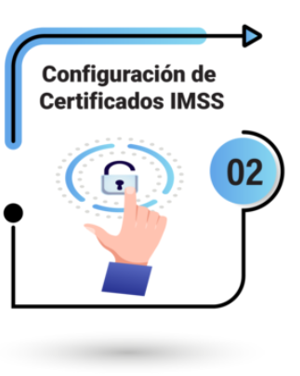 Configuración de
Certificados IMSS
02